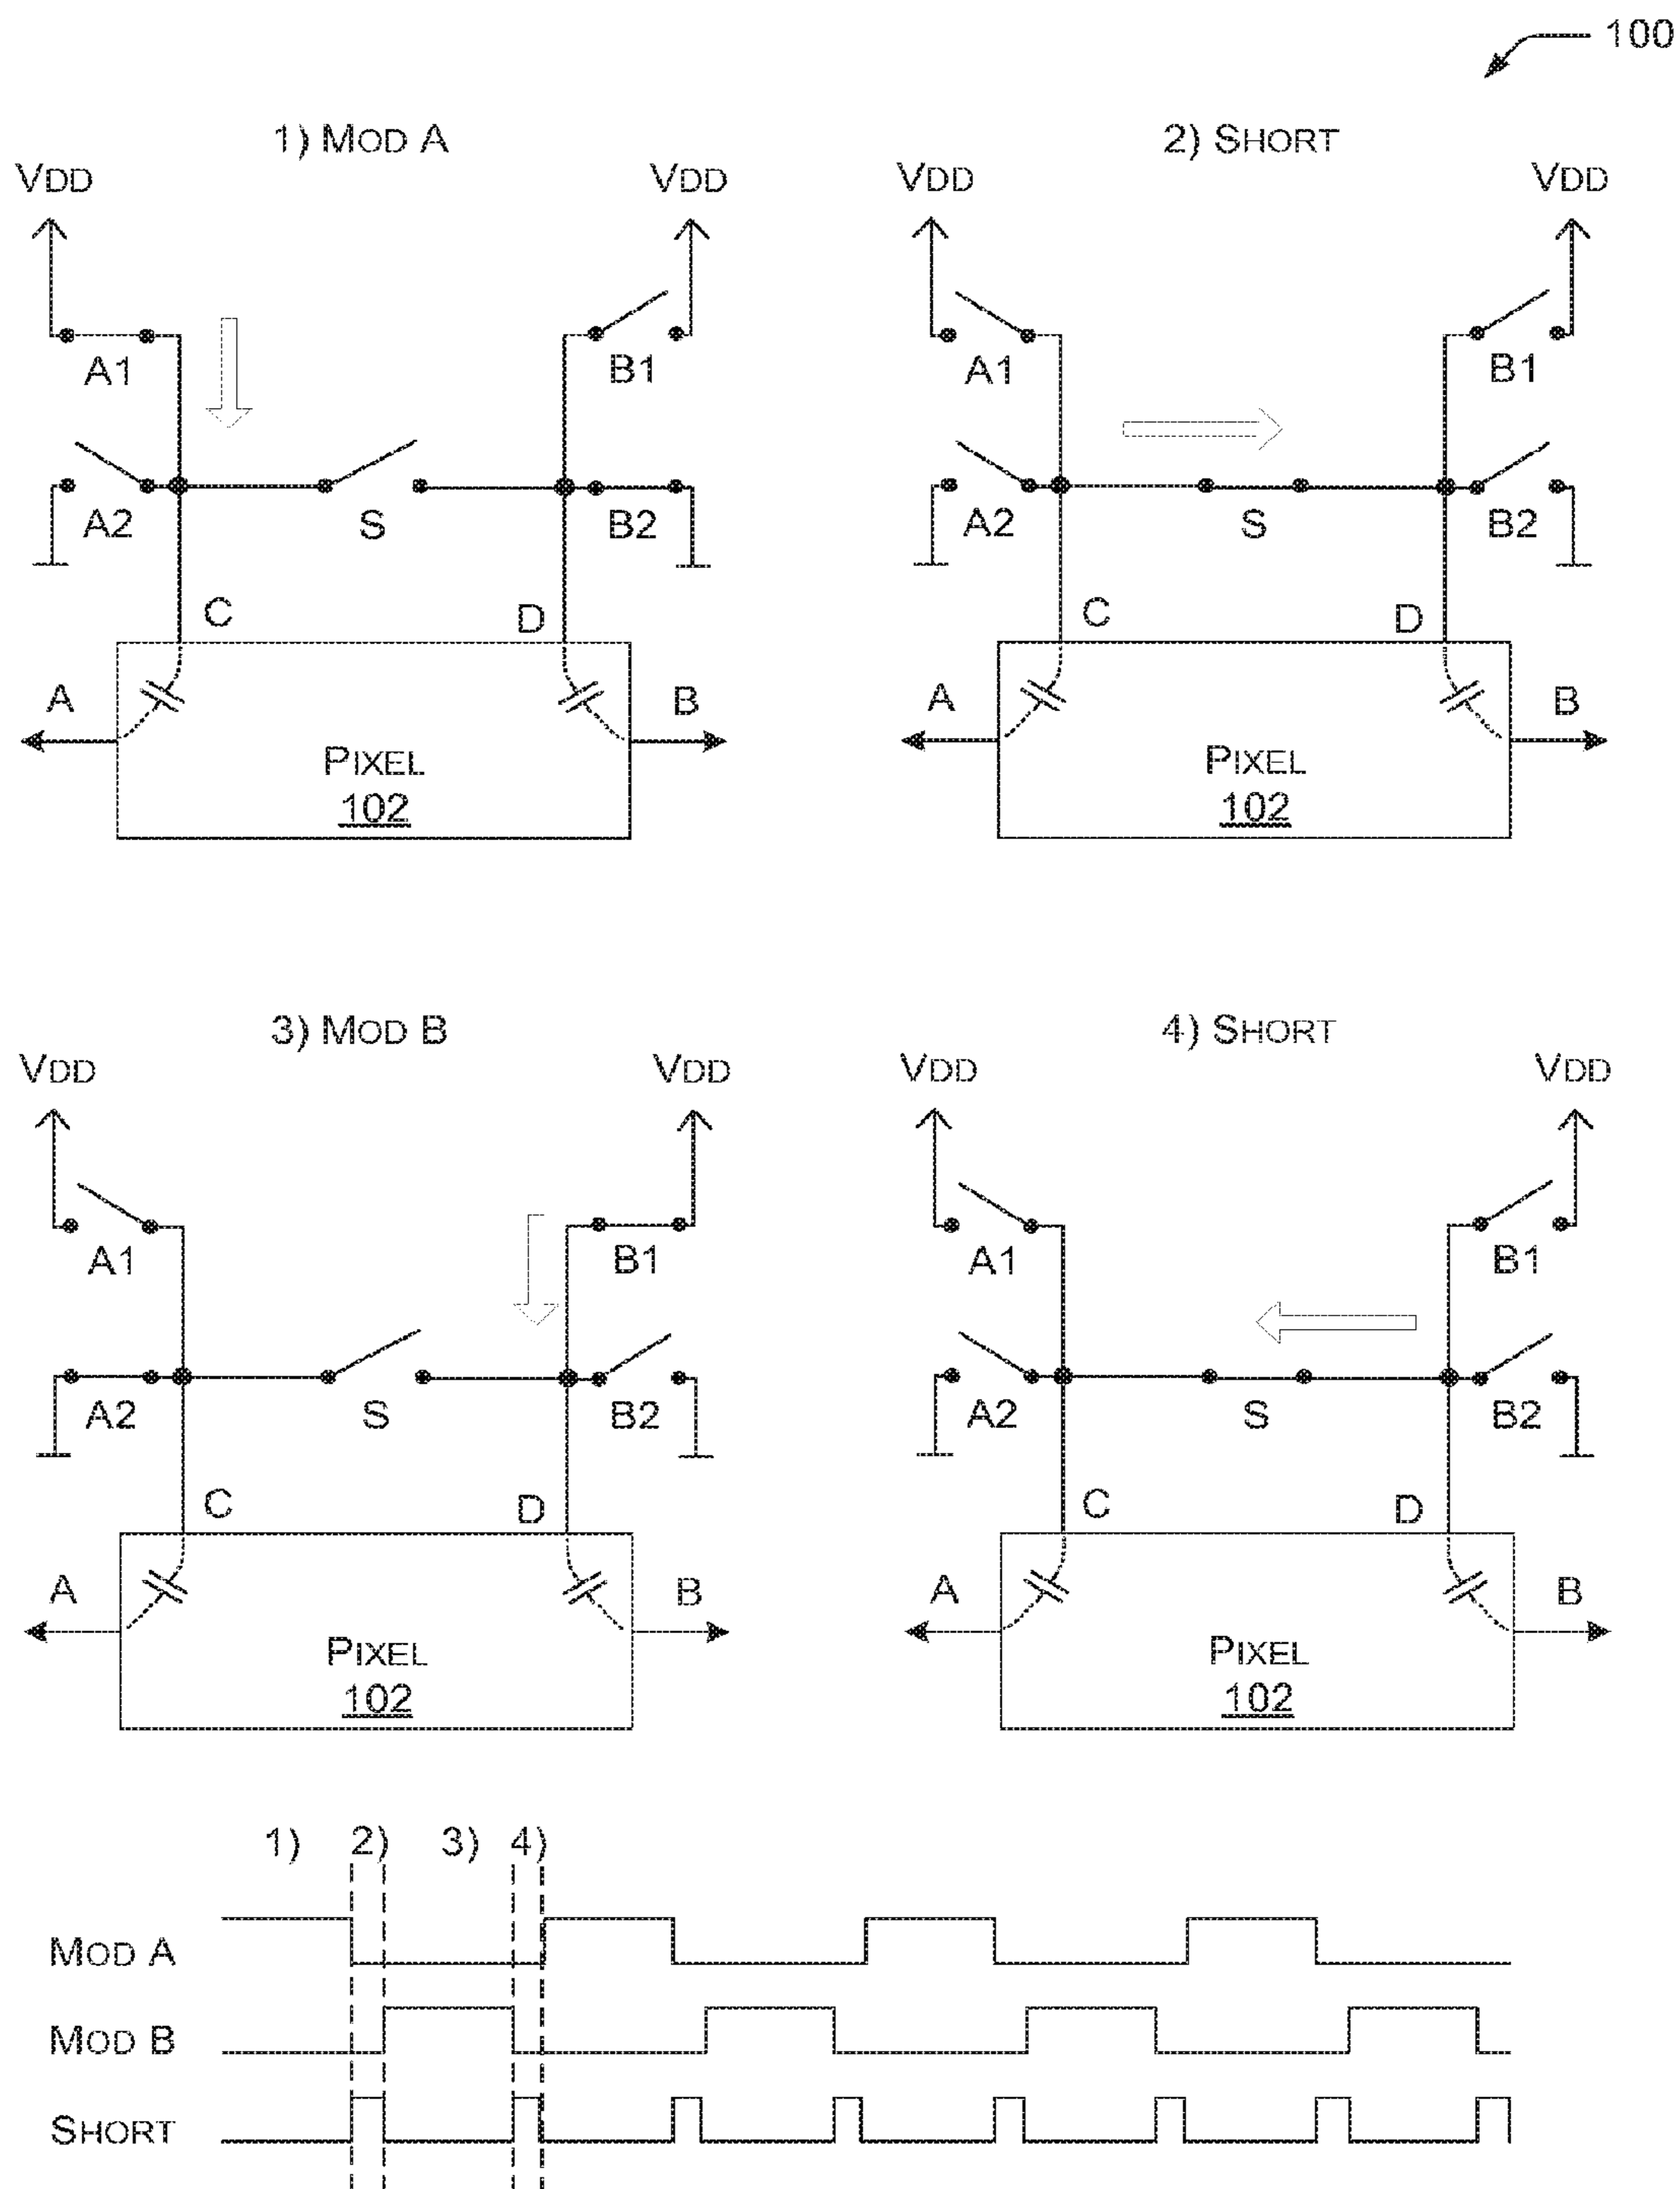 100
1) MOD A
2) SHORT
VDD
VDD
VDD
VDD
A1
B1
A1
B1
A2
S
B2
A2
S
B2
C
D
C
D
A
B
A
B
PIXEL
102
PIXEL
102
3) MOD B
4) SHORT
VDD
VDD
VDD
VDD
A1
B1
A1
B1
A2
S
B2
A2
S
B2
C
D
C
D
A
B
A
B
PIXEL
102
PIXEL
102
1) 2) 3) 4)
MOD A
MOD B
SHORT